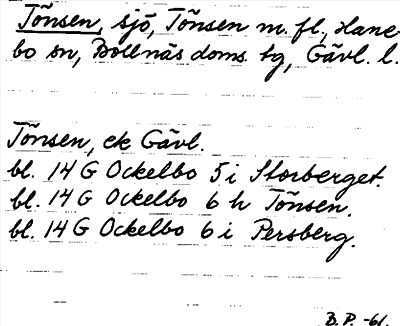 Tönsen, sjö, Tönsen m. fl., Hane
bo sn, Bollnäs doms. tg, Gävl. l.
Tönsen, ek Gävl.
bl. 14 G Ockelbo 5 i Storberget.
bl. 14 G Ockelbo 6 h Tönsen.
bl. 14 G Ockelbo 6 i Persberg.
B. P. -61.